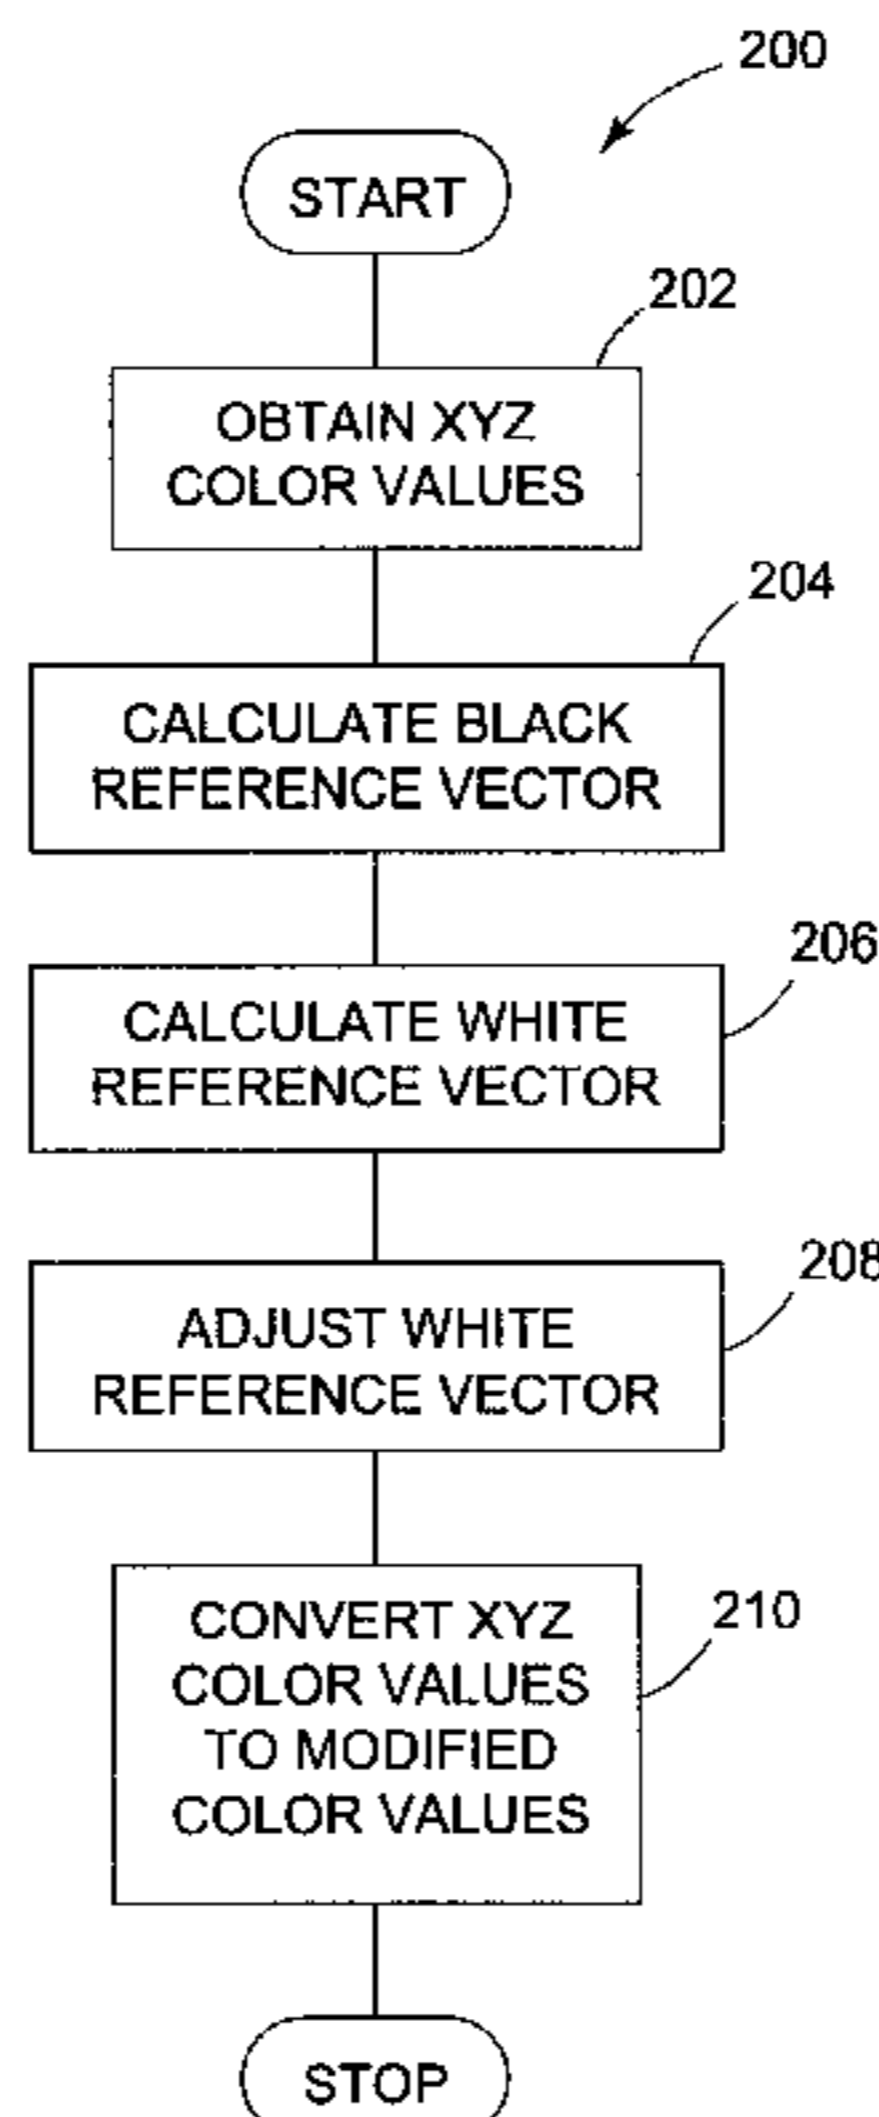 200
START
202
OBTAIN XYZ
COLOR VALUES
204
CALCULATE BLACK
REFERENCE VECTOR
206
CALCULATE WHITE
REFERENCE VECTOR
208
ADJUST WHITE
REFERENCE VECTOR
210
CONVERT XYZ
COLOR VALUES
TO MODIFIED
COLOR VALUES
STOP